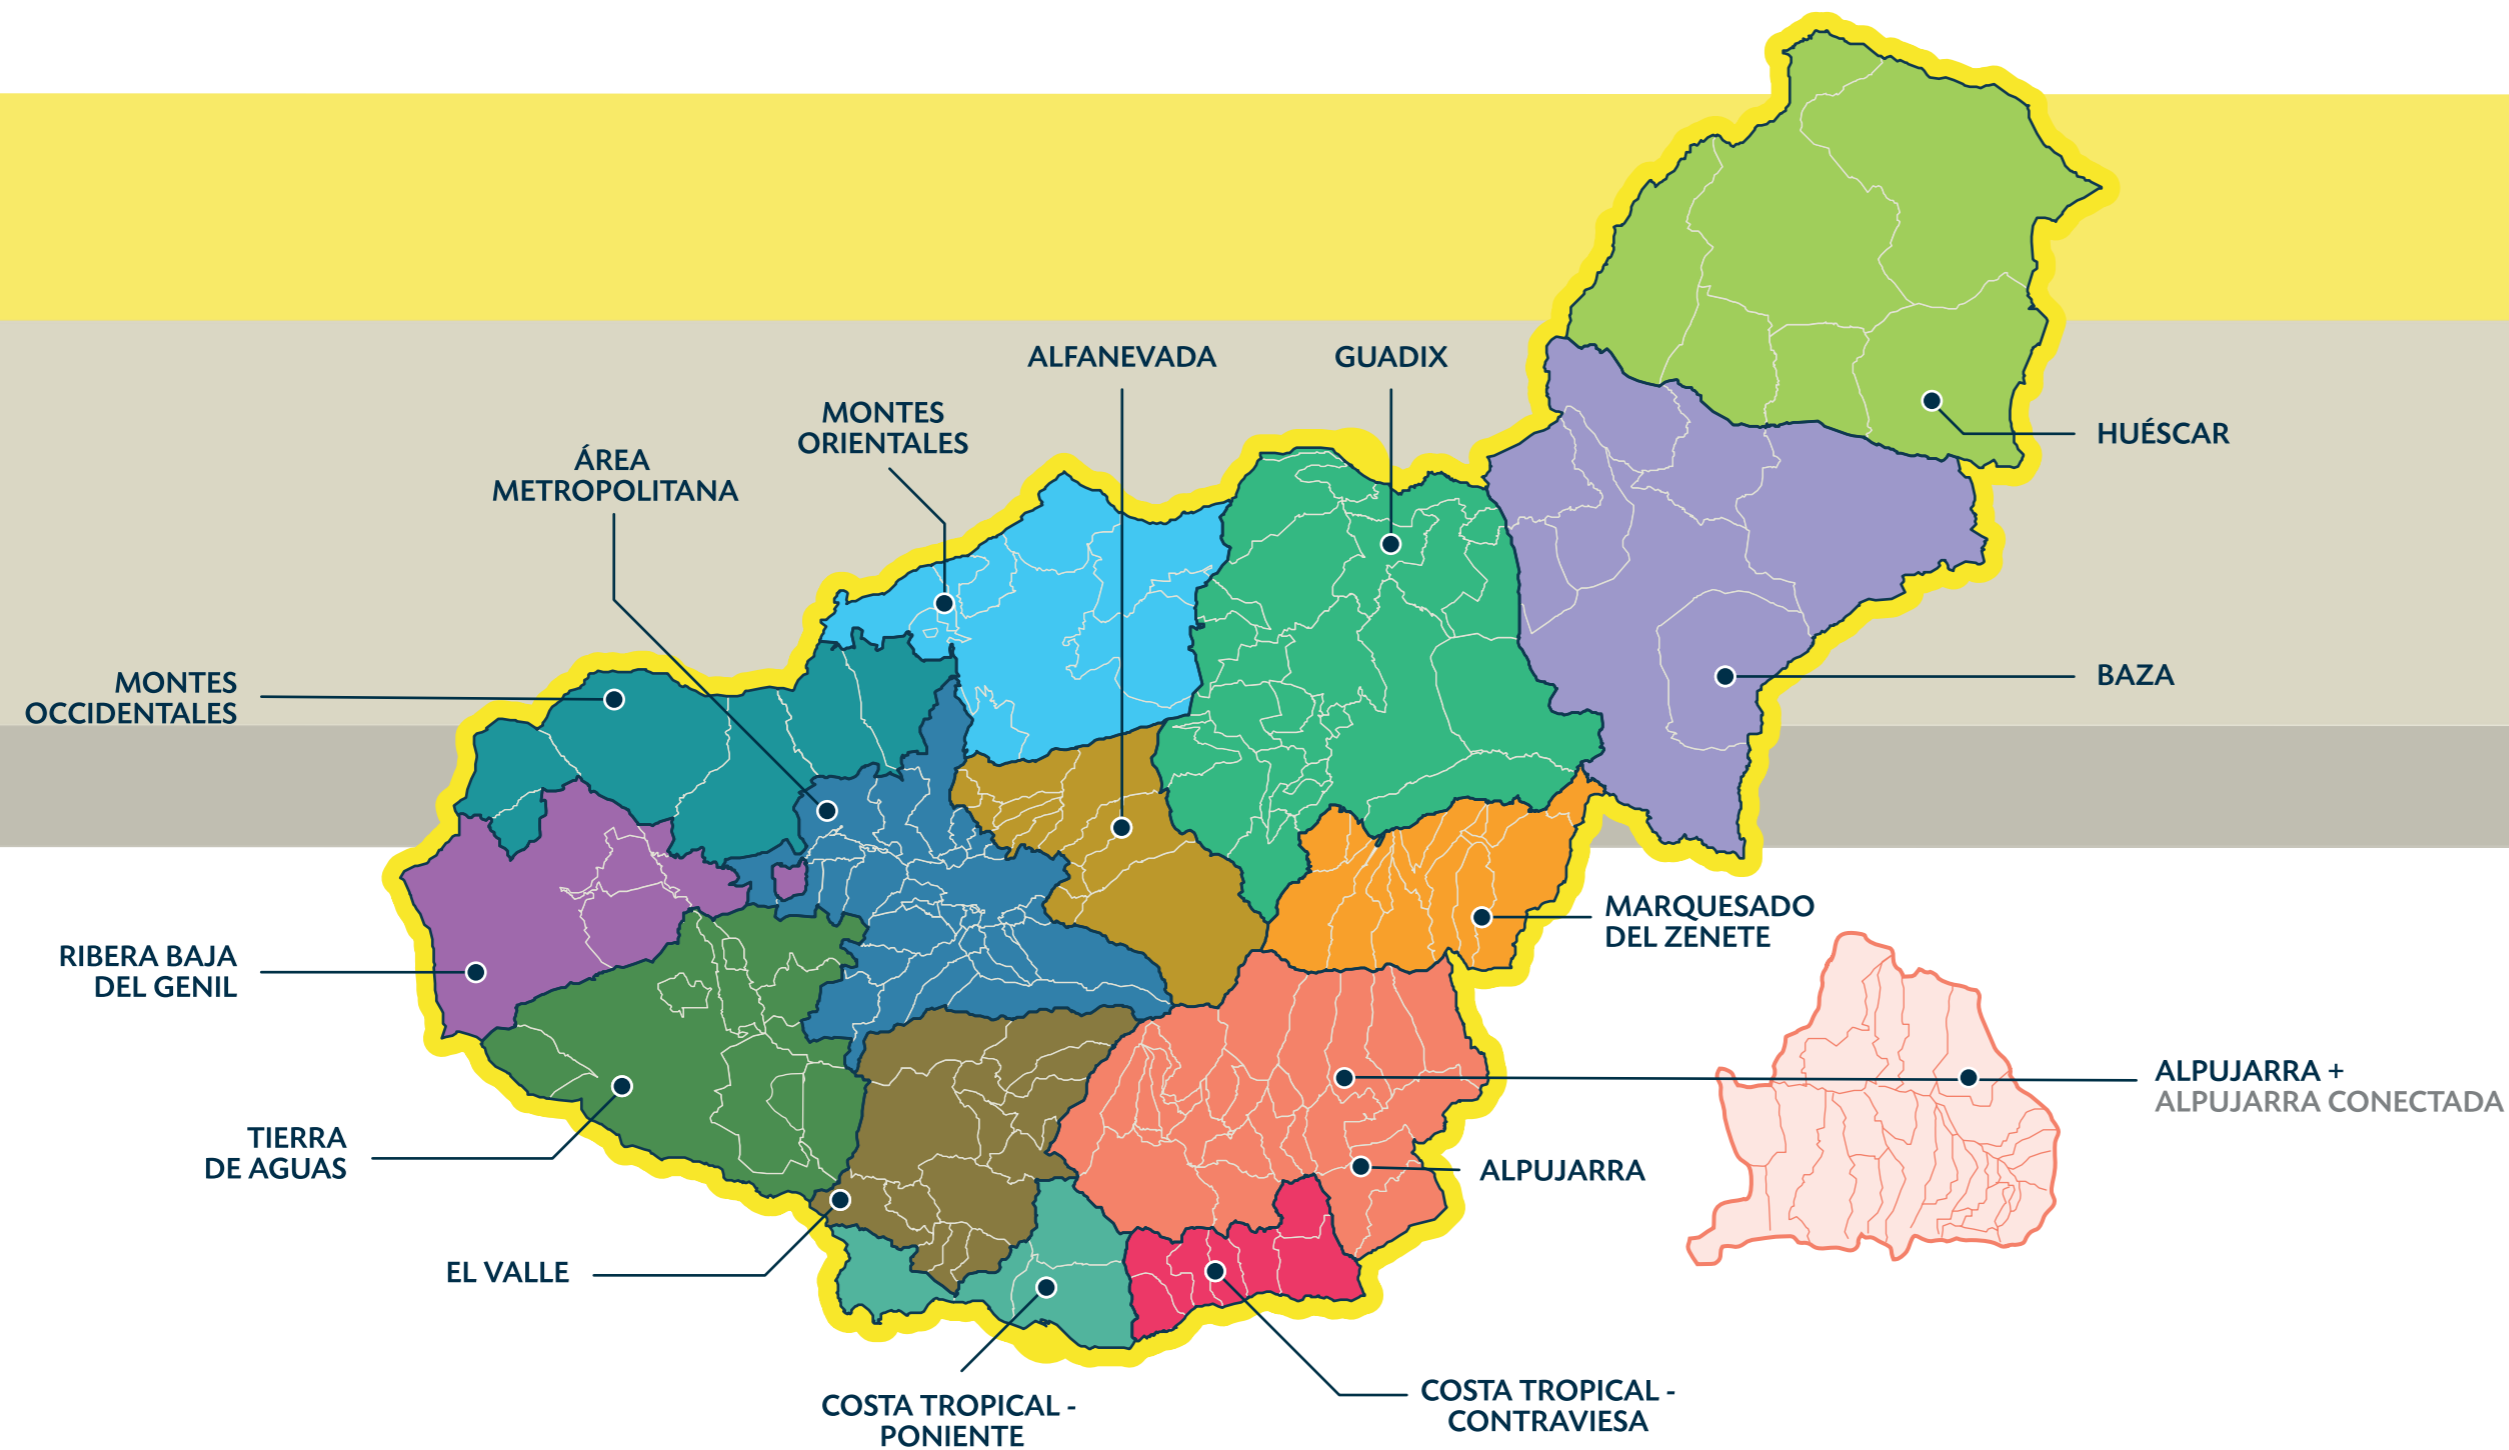 ALFANEVADA
GUADIX
MONTES
ORIENTALES
HUÉSCAR
ÁREA
METROPOLITANA
MONTES
OCCIDENTALES
BAZA
MARQUESADO
DEL ZENETE
RIBERA BAJA
DEL GENIL
ALPUJARRA +
ALPUJARRA CONECTADA
TIERRA
DE AGUAS
ALPUJARRA
EL VALLE
COSTA TROPICAL -
PONIENTE
COSTA TROPICAL -
CONTRAVIESA